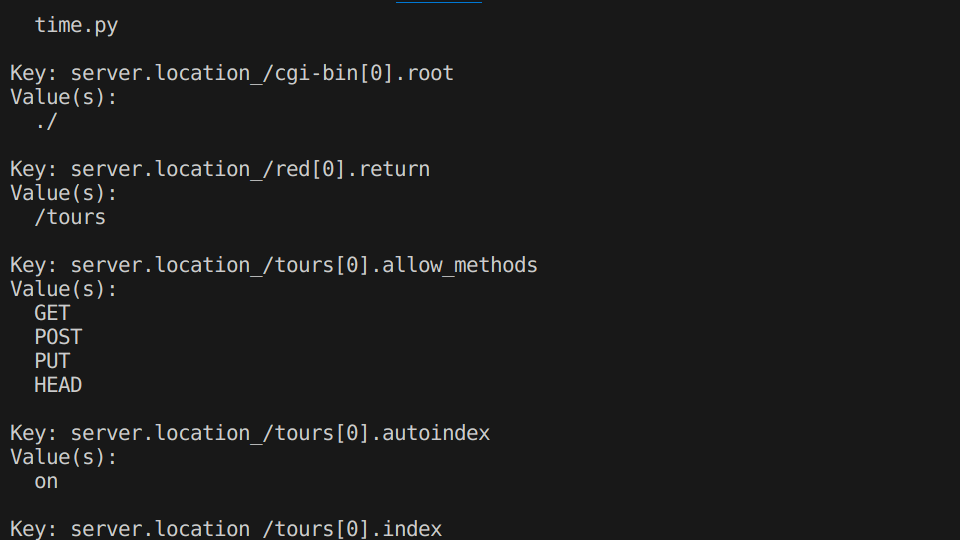 time.py
Key: server.location_/cgi-bin[0].root
Value(s):
./
Key: server.location_/red[0].return
Value(s):
/tours
Key: server.location_/tours[0].allow_methods
Value(s):
GET
POST
PUT
HEAD
Key: server.location_/tours[0].autoindex
Value(s):
on
Key: server.location_/tours[0].index